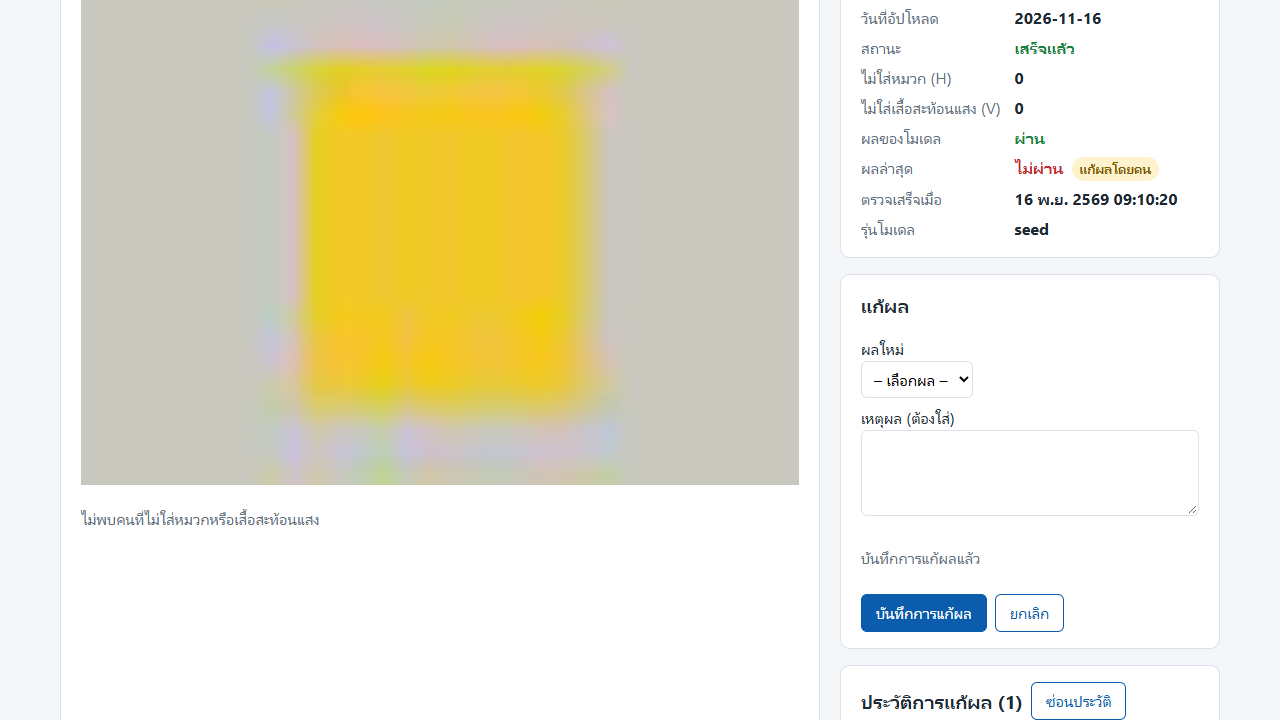 วันที่อัปโหลด 2026-11-16
สถานะ เสร็จแล้ว
ไม่ใส่หมวก (H) 0
ไม่ใส่เสื้อสะท้อนแสง (V) 0
ผลของโมเดล ผ่าน
ผลล่าสุด ไม่ผ่าน แก้ผลโดยคน
ตรวจเสร็จเมื่อ 16 พ.ย. 2569 09:10:20
รุ่นโมเดล seed
แก้ผล
ผลใหม่
– เลือกผล –
เหตุผล (ต้องใส่)
ไม่พบคนที่ไม่ใส่หมวกหรือเสื้อสะท้อนแสง
บันทึกการแก้ผลแล้ว
บันทึกการแก้ผล ยกเลิก
ประวัติการแก้ผล (1) ซ่อนประวัติ